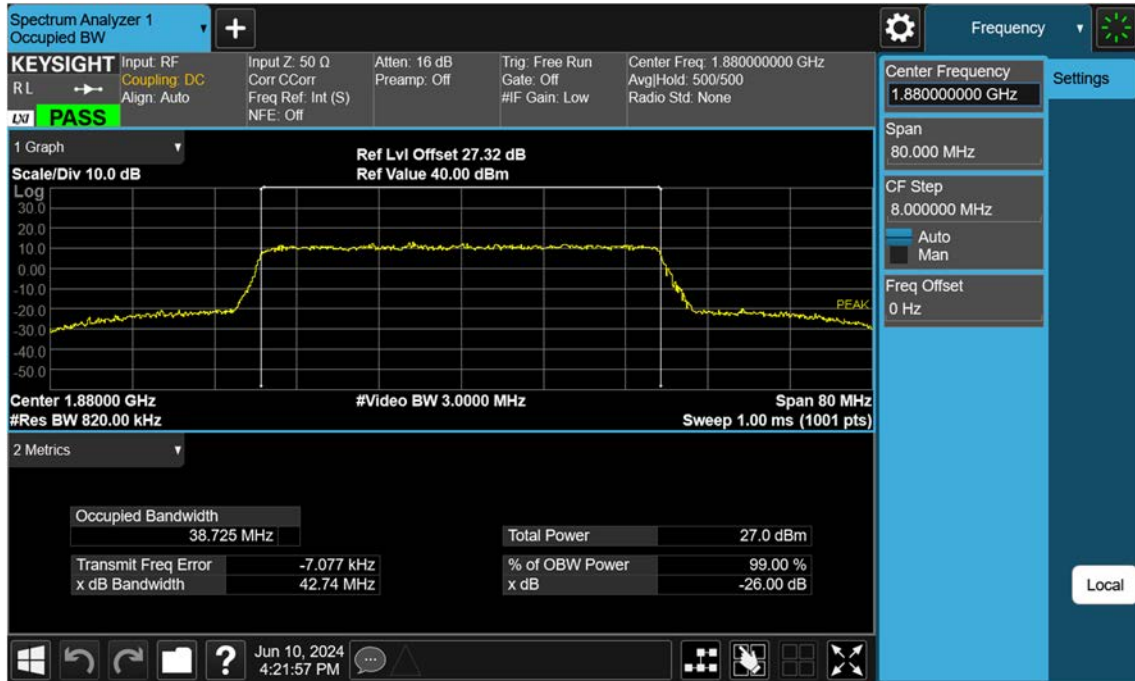 Spectrum Analyzer 1
Occupied BW
Frequency
KEYSIGHT
R L
LXI
PASS
Input: RF
Coupling: DC
Align: Auto
Input Z: 50 Ω
Corr CCorr
Freq Ref: Int (S)
NFE: Off
Atten: 16 dB
Preamp: Off
Trig: Free Run
Gate: Off
#IF Gain: Low
Center Freq: 1.880000000 GHz
Avg|Hold: 500/500
Radio Std: None
1 Graph
Scale/Div 10.0 dB
Ref Lvl Offset 27.32 dB
Ref Value 40.00 dBm
Log
30.0
20.0
10.0
0.00
-10.0
-20.0
-30.0
-40.0
-50.0
PEAK
Center 1.88000 GHz
#Video BW 3.0000 MHz
Span 80 MHz
#Res BW 820.00 kHz
Sweep 1.00 ms (1001 pts)
2 Metrics
Occupied Bandwidth
38.725 MHz
Total Power 27.0 dBm
Transmit Freq Error -7.077 kHz
% of OBW Power 99.00 %
x dB Bandwidth 42.74 MHz
x dB -26.00 dB
Center Frequency
1.880000000 GHz
Settings
Span
80.000 MHz
CF Step
8.000000 MHz
Auto
Man
Freq Offset
0 Hz
Local
?
Jun 10, 2024
4:21:57 PM